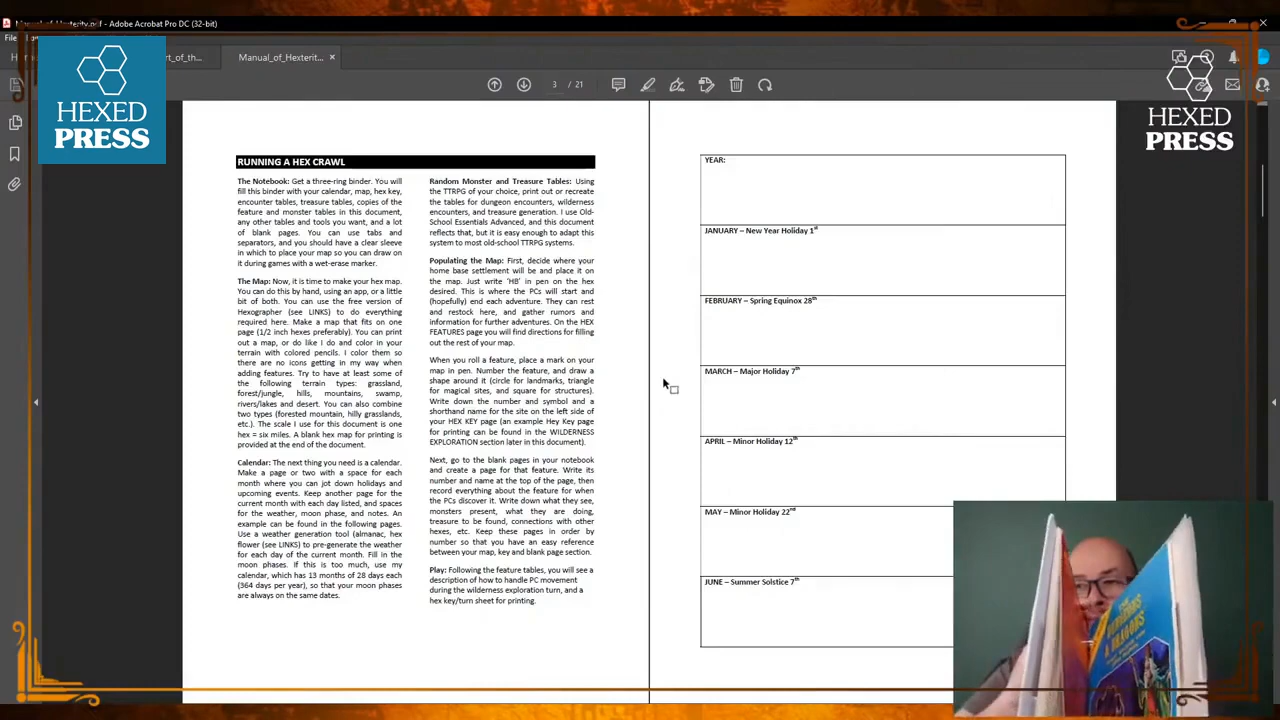 Manual_of_Hexterity.pdf - Adobe Acrobat Pro DC (32-bit)
rt_of_th...
Manual_of_Hexterit...
3 / 21
HEXED
PRESS
HEXED
PRESS
RUNNING A HEX CRAWL
The Notebook: Get a three-ring binder. You will
fill this binder with your calendar, map, hex key,
encounter tables, treasure tables, copies of the
feature and monster tables in this document,
any other tables and tools you want, and a lot
of blank pages. You can use tabs and
separators, and you should have a clear sleeve
in which to place your map so you can draw on
it during games with a wet-erase marker.
The Map: Now, it is time to make your hex map.
You can do this by hand, using an app, or a little
bit of both. You can use the free version of
Hexographer (see LINKS) to do everything
required here. Make a map that fits on one
page (1/2 inch hexes preferably). You can print
out a map, or do like I do and color in your
terrain with colored pencils. I color them so
there are no icons getting in my way when
adding features. Try to have at least some of
the following terrain types: grassland,
forest/jungle, hills, mountains, swamp,
rivers/lakes and desert. You can also combine
two types (forested mountain, hilly grasslands,
etc.). The scale I use for this document is one
hex = six miles. A blank hex map for printing is
provided at the end of the document.
Calendar: The next thing you need is a calendar.
Make a page or two with a space for each
month where you can jot down holidays and
upcoming events. Keep another page for the
current month with each day listed, and spaces
for the weather, moon phase, and notes. An
example can be found in the following pages.
Use a weather generation tool (almanac, hex
flower (see LINKS) to pre-generate the weather
for each day of the current month. Fill in the
moon phases. If this is too much, use my
calendar, which has 13 months of 28 days each
(364 days per year), so that your moon phases
are always on the same dates.
Random Monster and Treasure Tables: Using
the TTRPG of your choice, print out or recreate
the tables for dungeon encounters, wilderness
encounters, and treasure generation. I use Old-
School Essentials Advanced, and this document
reflects that, but it is easy enough to adapt this
system to most old-school TTRPG systems.
Populating the Map: First, decide where your
home base settlement will be and place it on
the map. Just write 'HB' in pen on the hex
desired. This is where the PCs will start and
(hopefully) end each adventure. They can rest
and restock here, and gather rumors and
information for further adventures. On the HEX
FEATURES page you will find directions for filling
out the rest of your map.
When you roll a feature, place a mark on your
map in pen. Number the feature, and draw a
shape around it (circle for landmarks, triangle
for magical sites, and square for structures).
Write down the number and symbol and a
shorthand name for the site on the left side of
your HEX KEY page (an example Hey Key page
for printing can be found in the WILDERNESS
EXPLORATION section later in this document).
Next, go to the blank pages in your notebook
and create a page for that feature. Write its
number and name at the top of the page, then
record everything about the feature for when
the PCs discover it. Write down what they see,
monsters present, what they are doing,
treasure to be found, connections with other
hexes, etc. Keep these pages in order by
number so that you have an easy reference
between your map, key and blank page section.
Play: Following the feature tables, you will see a
description of how to handle PC movement
during the wilderness exploration turn, and a
hex key/turn sheet for printing.
YEAR:
JANUARY – New Year Holiday 1st
FEBRUARY – Spring Equinox 28th
MARCH – Major Holiday 7th
APRIL – Minor Holiday 12th
MAY – Minor Holiday 22nd
JUNE – Summer Solstice 7th
& DRAGONS